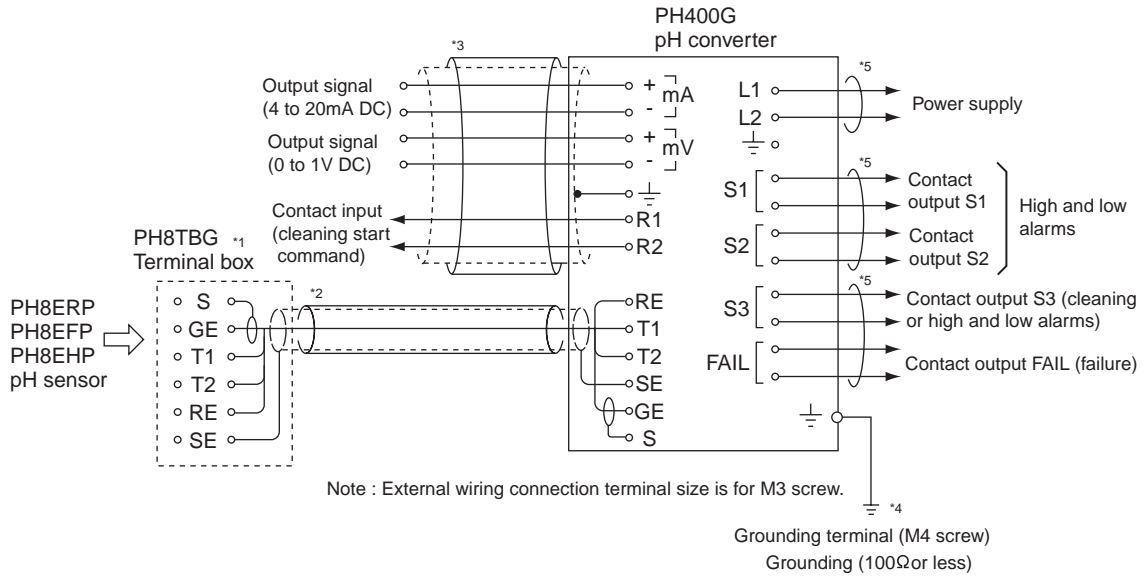 PH400G
pH converter
*3
*5
Output signal
(4 to 20mA DC)
+
-
mA
L1
L2
Power supply
Output signal
(0 to 1V DC)
+
-
mV
*5
S1
Contact
output S1
High and low
alarms
Contact input
(cleaning start
command)
R1
R2
S2
Contact
output S2
PH8TBG *1
Terminal box
*2
*5
PH8ERP
PH8EFP
PH8EHP
pH sensor
S
GE
T1
T2
RE
SE
RE
T1
T2
SE
GE
S
S3
Contact output S3 (cleaning
or high and low alarms)
FAIL
Contact output FAIL (failure)
Note : External wiring connection terminal size is for M3 screw.
*4
Grounding terminal (M4 screw)
Grounding (100Ωor less)